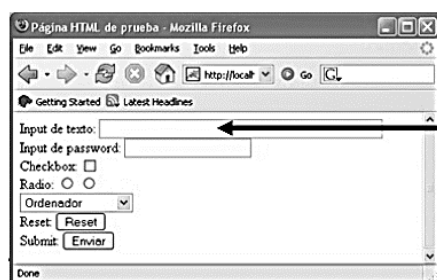 Página HTML de prueba - Mozilla Firefox
File Edit View Go Bookmarks Tools Help
http://localh Go G
Getting Started Latest Headlines
Input de texto:
Input de password:
Checkbox:
Radio:
Ordenador
Reset: Reset
Submit: Enviar
Done